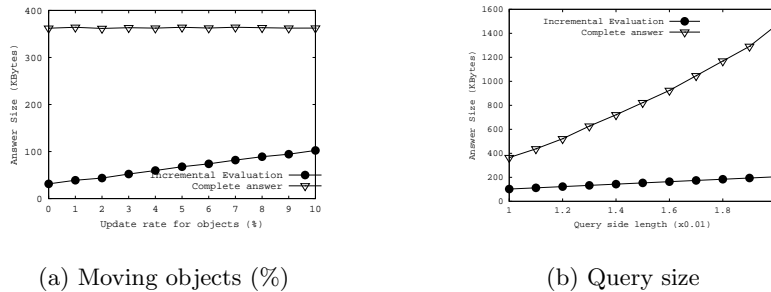 400
300
200
100
0
Answer Size (KBytes)
Incremental Evaluation
Complete answer
0 1 2 3 4 5 6 7 8 9 10
Update rate for objects (%)
(a) Moving objects (%)
1600
1400
1200
1000
800
600
400
200
0
Answer Size (KBytes)
Incremental Evaluation
Complete answer
1 1.2 1.4 1.6 1.8
Query side length (x0.01)
(b) Query size